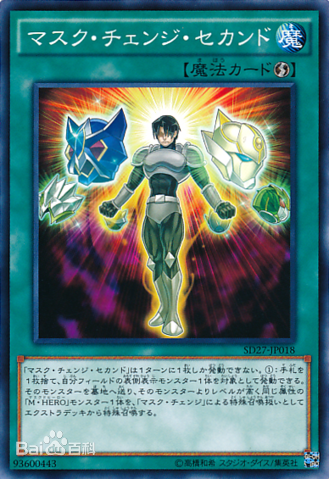 マスク・チェンジ・セカンド
魔
【魔法カード】
SD27-JP018
「マスク・チェンジ・セカンド」は1ターンに1枚しか発動できない。①:手札を
1枚捨て、自分フィールドの表側表示モンスター1体を対象として発動できる。
そのモンスターを墓地へ送り、そのモンスターよりレベルが高く同じ属性の
「M・HERO」モンスター1体を、「マスク・チェンジ」による特殊召喚扱いとして
エクストラデッキから特殊召喚する。
Bai百科
93600443
©高橋和希 スタジオ・ダイス/集英社